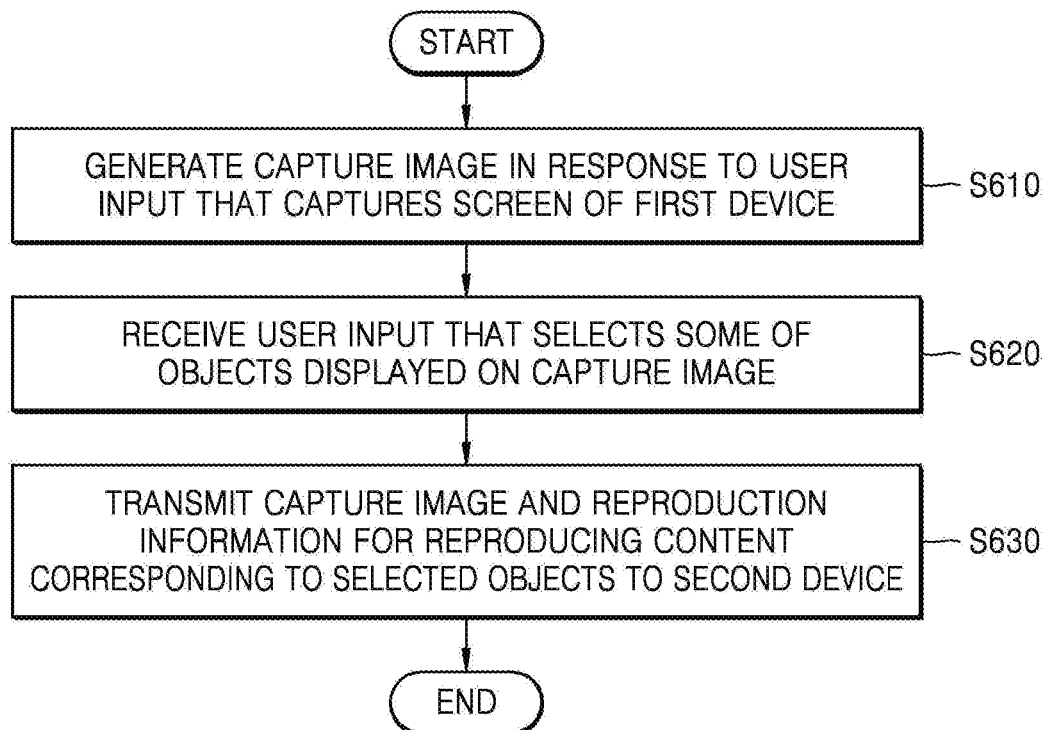 START
GENERATE CAPTURE IMAGE IN RESPONSE TO USER
INPUT THAT CAPTURES SCREEN OF FIRST DEVICE
S610
RECEIVE USER INPUT THAT SELECTS SOME OF
OBJECTS DISPLAYED ON CAPTURE IMAGE
S620
TRANSMIT CAPTURE IMAGE AND REPRODUCTION
INFORMATION FOR REPRODUCING CONTENT
CORRESPONDING TO SELECTED OBJECTS TO SECOND DEVICE
S630
END